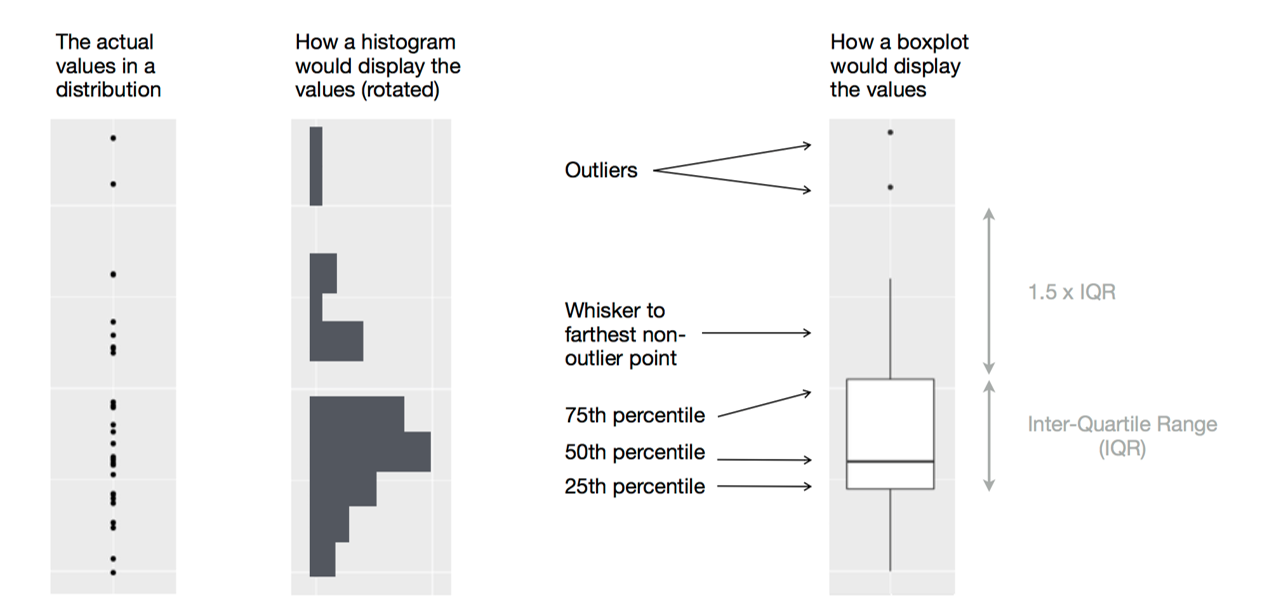 The actual
values in a
distribution
How a histogram
would display the
values (rotated)
How a boxplot
would display
the values
Outliers
1.5 x IQR
Whisker to
farthest non-
outlier point
75th percentile
50th percentile
25th percentile
Inter-Quartile Range
(IQR)